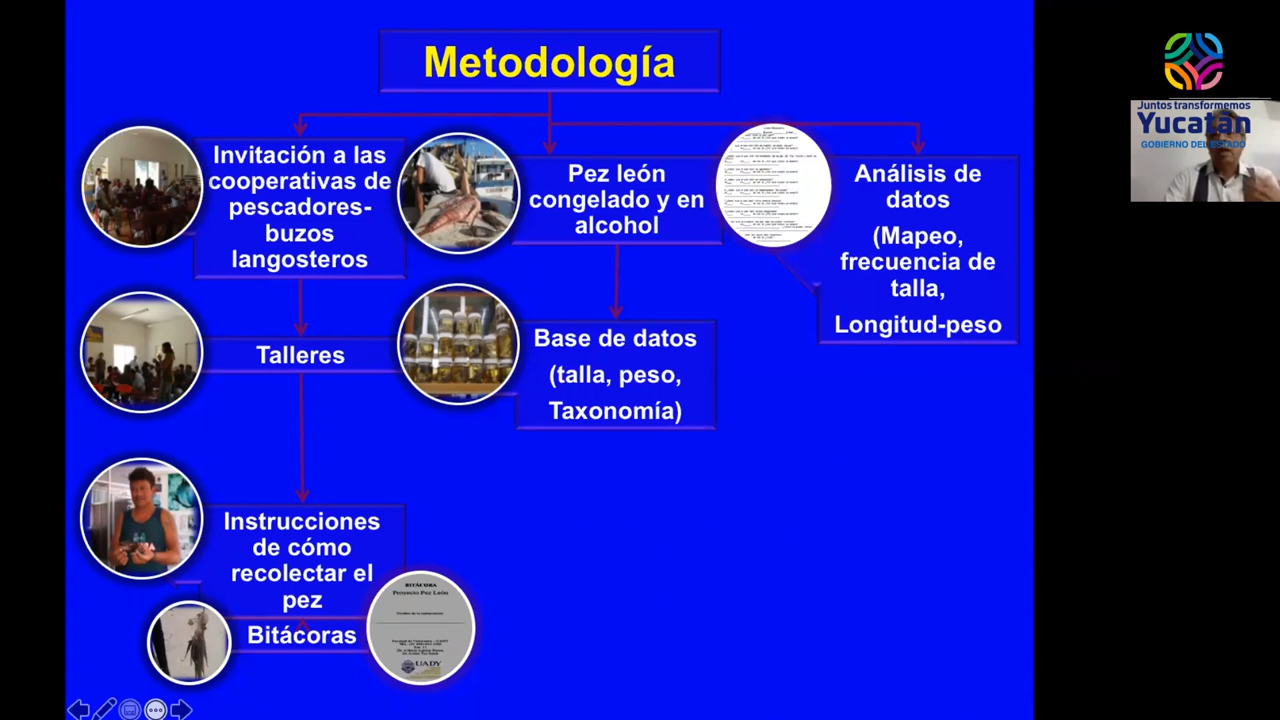 Metodología
Invitación a las
cooperativas de
pescadores-
buzos
langosteros
Talleres
Instrucciones
de cómo
recolectar el
pez
Bitácoras
BITÁCORA
Proyecto Pez León
UADY
Pez león
congelado y en
alcohol
Base de datos
(talla, peso,
Taxonomía)
Análisis de
datos
(Mapeo,
frecuencia de
talla,
Longitud-peso
Juntos transformemos
Yucatán
GOBIERNO DEL ESTADO